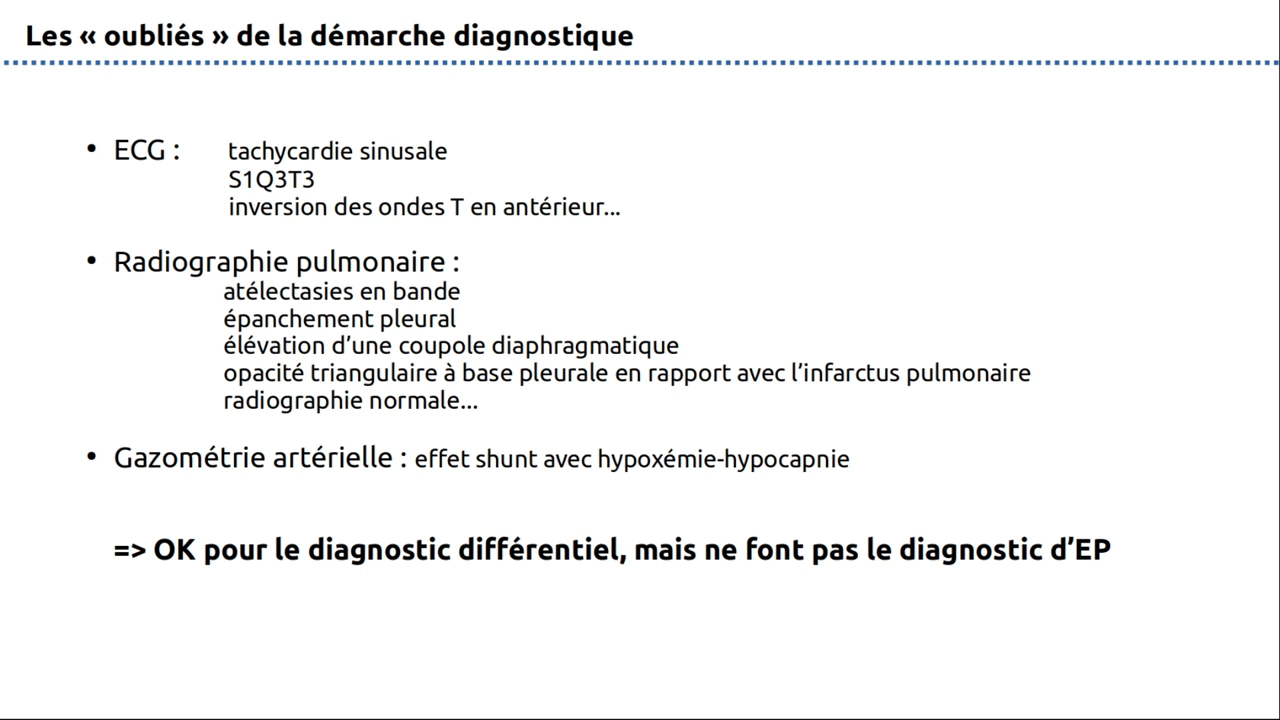 Les « oubliés » de la démarche diagnostique
• ECG : tachycardie sinusale
S1Q3T3
inversion des ondes T en antérieur...
• Radiographie pulmonaire :
atélectasies en bande
épanchement pleural
élévation d’une coupole diaphragmatique
opacité triangulaire à base pleurale en rapport avec l’infarctus pulmonaire
radiographie normale...
• Gazométrie artérielle : effet shunt avec hypoxémie-hypocapnie
=> OK pour le diagnostic différentiel, mais ne font pas le diagnostic d’EP